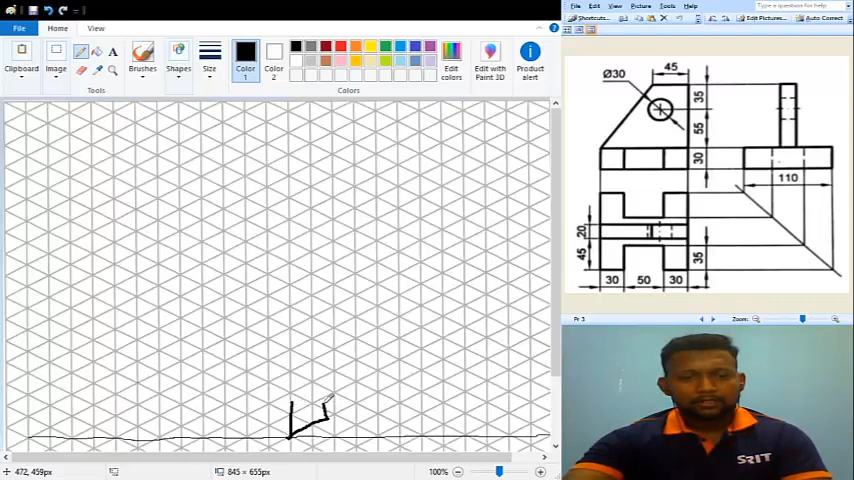 File Home View
Clipboard
Image
Tools
Brushes
Shapes
Size
Color 1
Color 2
Colors
Edit colors
Edit with Paint 3D
Product alert
472, 459px
845 × 655px
100%
File Edit View Picture Tools Help
Type a question for help
Shortcuts...
Edit Pictures...
Auto Correct
45
Ø30
35
55
30
110
20
45
35
30 50 30
Pr 3
Zoom:
SRIT